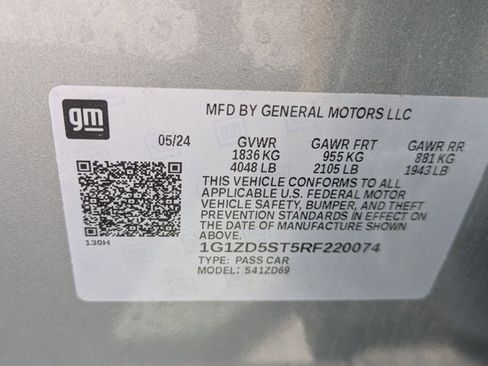 gm
MFD BY GENERAL MOTORS LLC
05/24 GVWR GAWR FRT GAWR RR
1836 KG 955 KG 881 KG
4048 LB 2105 LB 1943 LB
THIS VEHICLE CONFORMS TO ALL
APPLICABLE U.S. FEDERAL MOTOR
VEHICLE SAFETY, BUMPER, AND THEFT
PREVENTION STANDARDS IN EFFECT ON
THE DATE OF MANUFACTURE SHOWN
ABOVE.
130H
1G1ZD5ST5RF220074
TYPE: PASS CAR
MODEL: 541ZD69